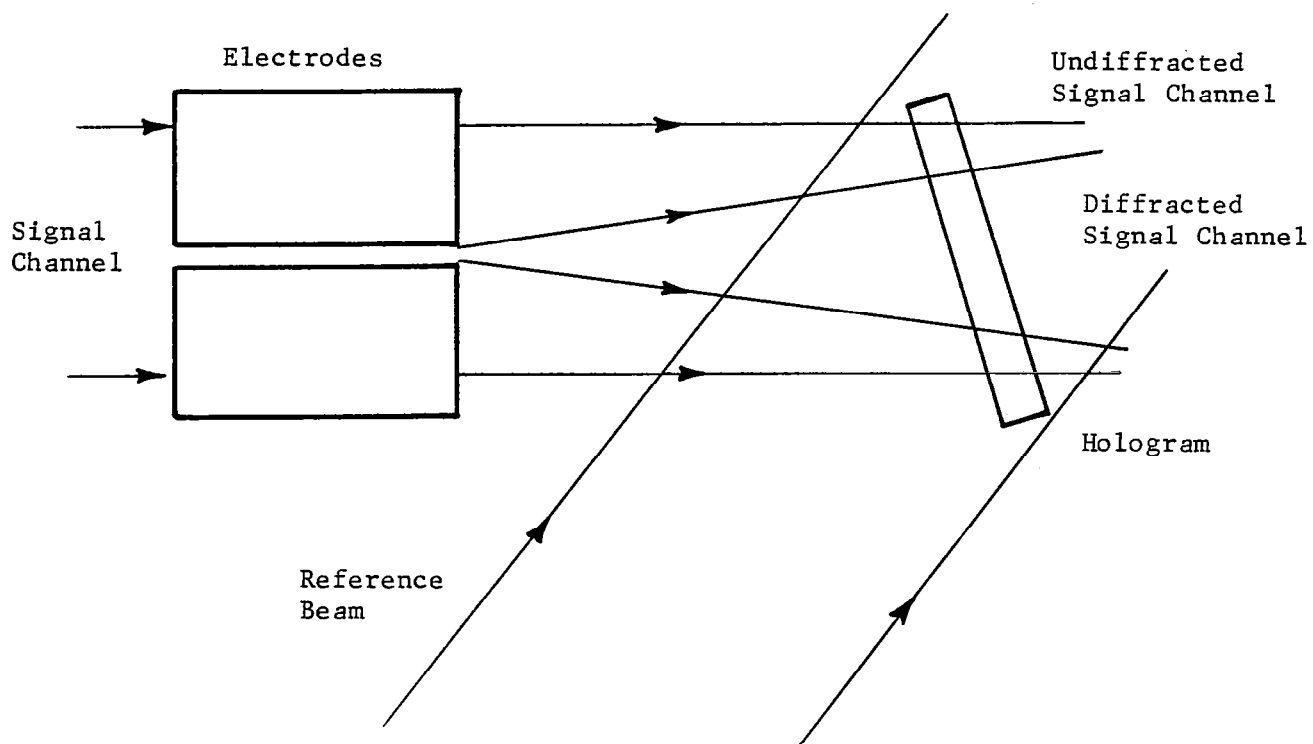 Electrodes
Undiffracted
Signal Channel
Signal
Channel
Diffracted
Signal Channel
Hologram
Reference
Beam